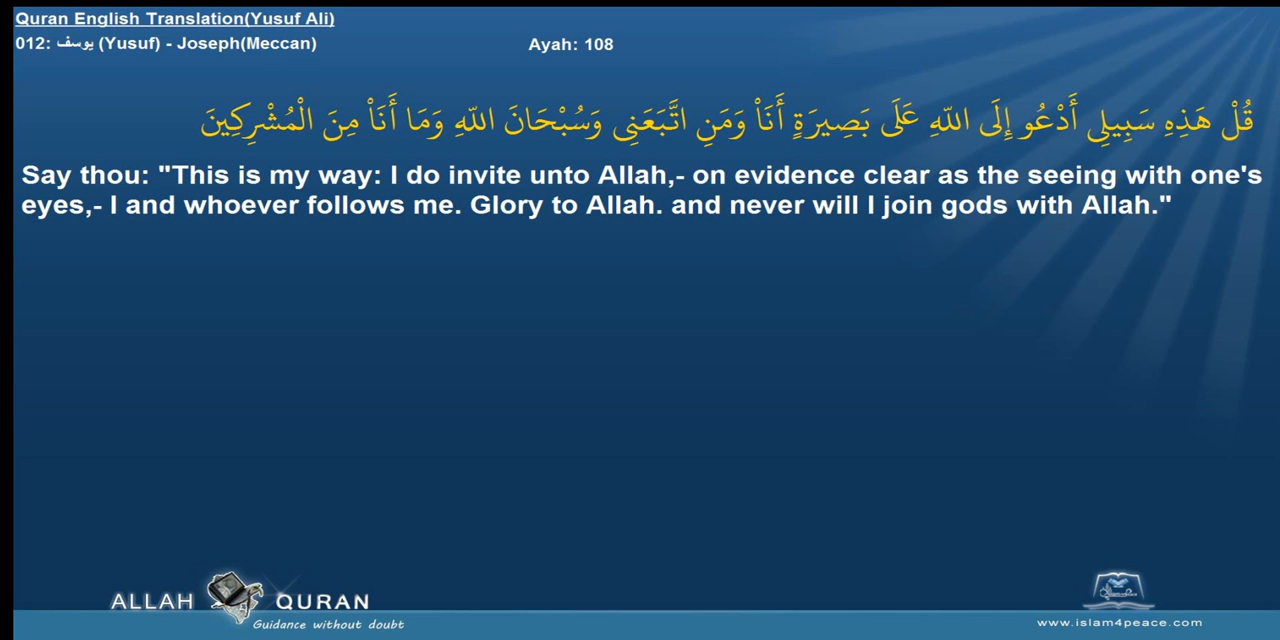 Quran English Translation(Yusuf Ali)
012: يوسف (Yusuf) - Joseph(Meccan)
Ayah: 108
قُلْ هَذِهِ سَبِيلِي أَدْعُو إِلَى اللّهِ عَلَى بَصِيرَةٍ أَنَاْ وَمَنِ اتَّبَعَنِي وَسُبْحَانَ اللّهِ وَمَا أَنَاْ مِنَ الْمُشْرِكِينَ
Say thou: "This is my way: I do invite unto Allah,- on evidence clear as the seeing with one's
eyes,- I and whoever follows me. Glory to Allah. and never will I join gods with Allah."
ALLAH QURAN
Guidance without doubt
www.islam4peace.com